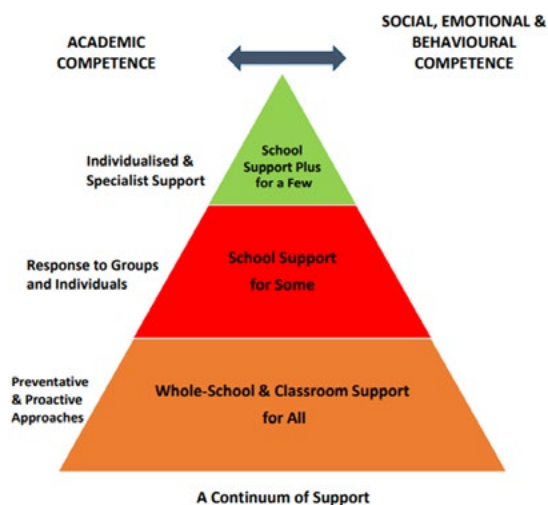 ACADEMIC
COMPETENCE
SOCIAL, EMOTIONAL &
BEHAVIOURAL
COMPETENCE
Individualised &
Specialist Support
School
Support Plus
for a Few
Response to Groups
and Individuals
School Support
for Some
Preventative
& Proactive
Approaches
Whole-School & Classroom Support
for All
A Continuum of Support